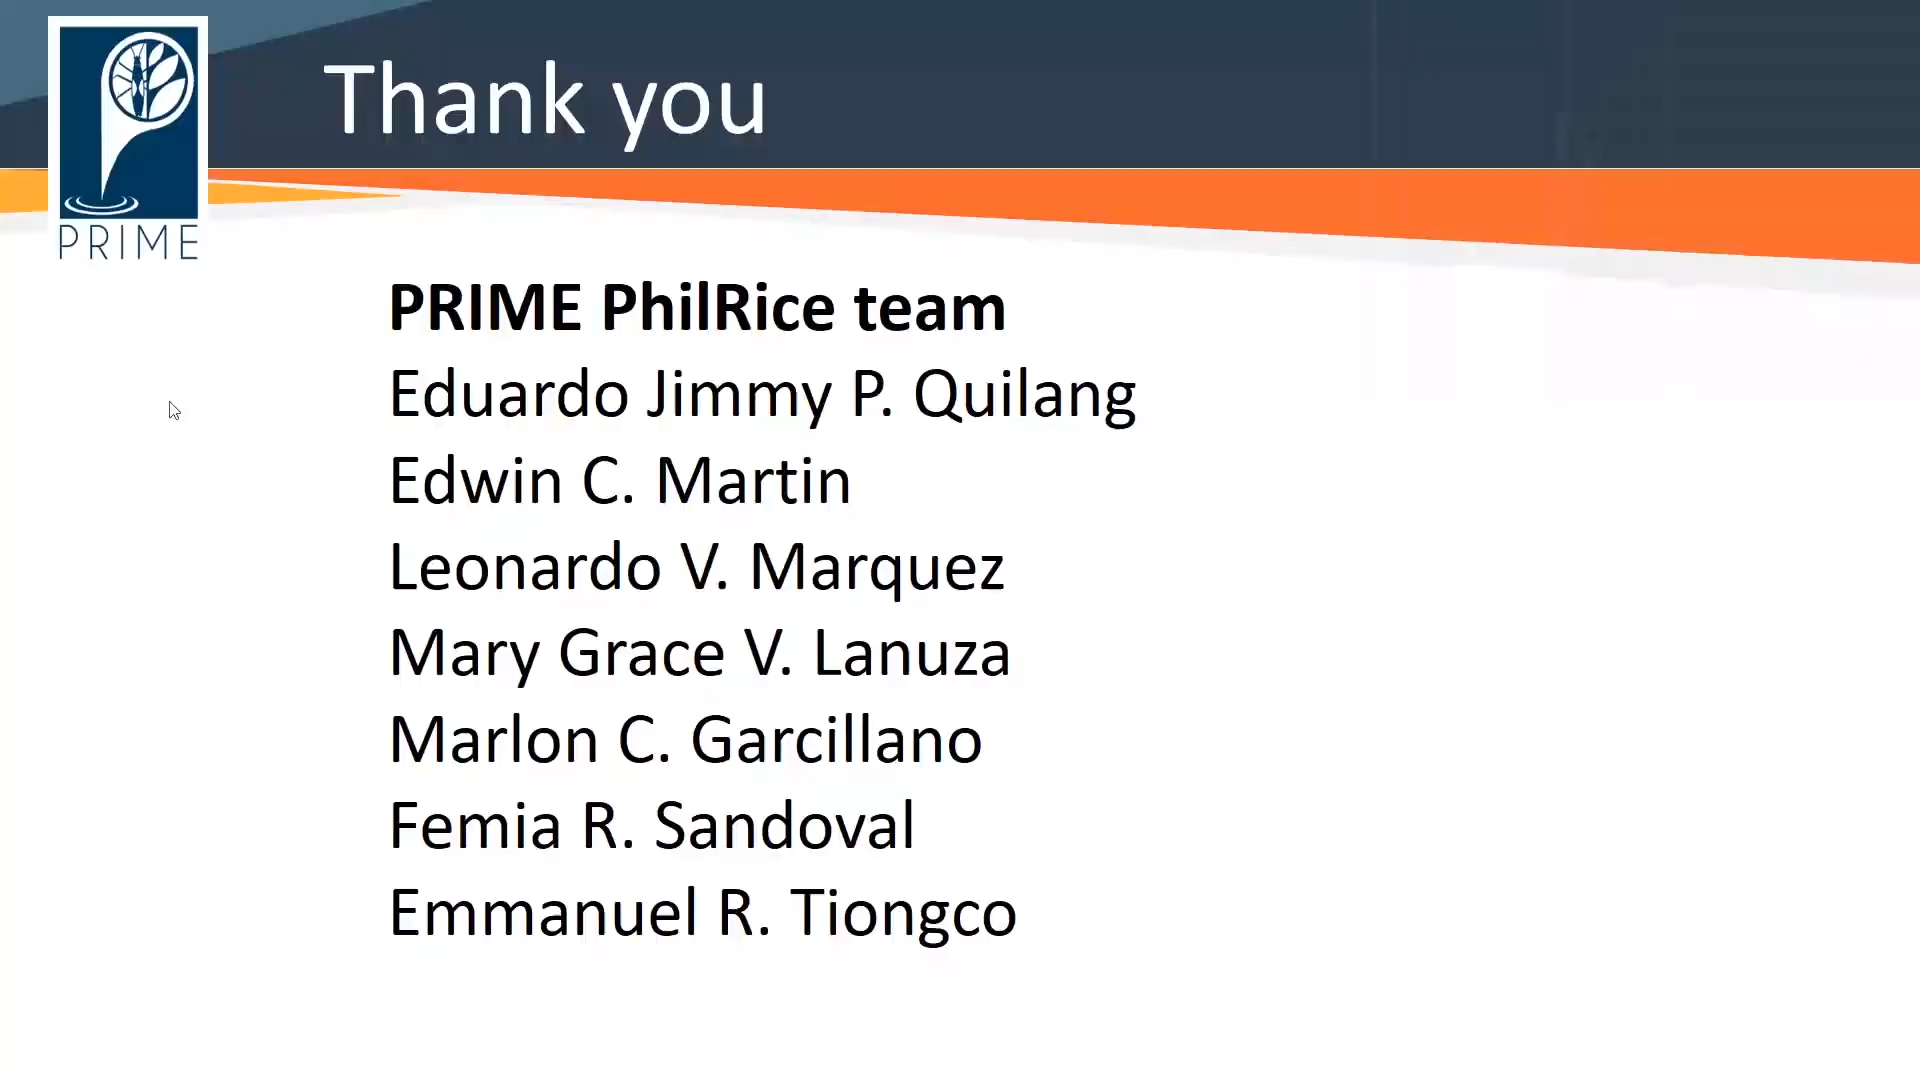 Thank you
PRIME
PRIME PhilRice team
Eduardo Jimmy P. Quilang
Edwin C. Martin
Leonardo V. Marquez
Mary Grace V. Lanuza
Marlon C. Garcillano
Femia R. Sandoval
Emmanuel R. Tiongco